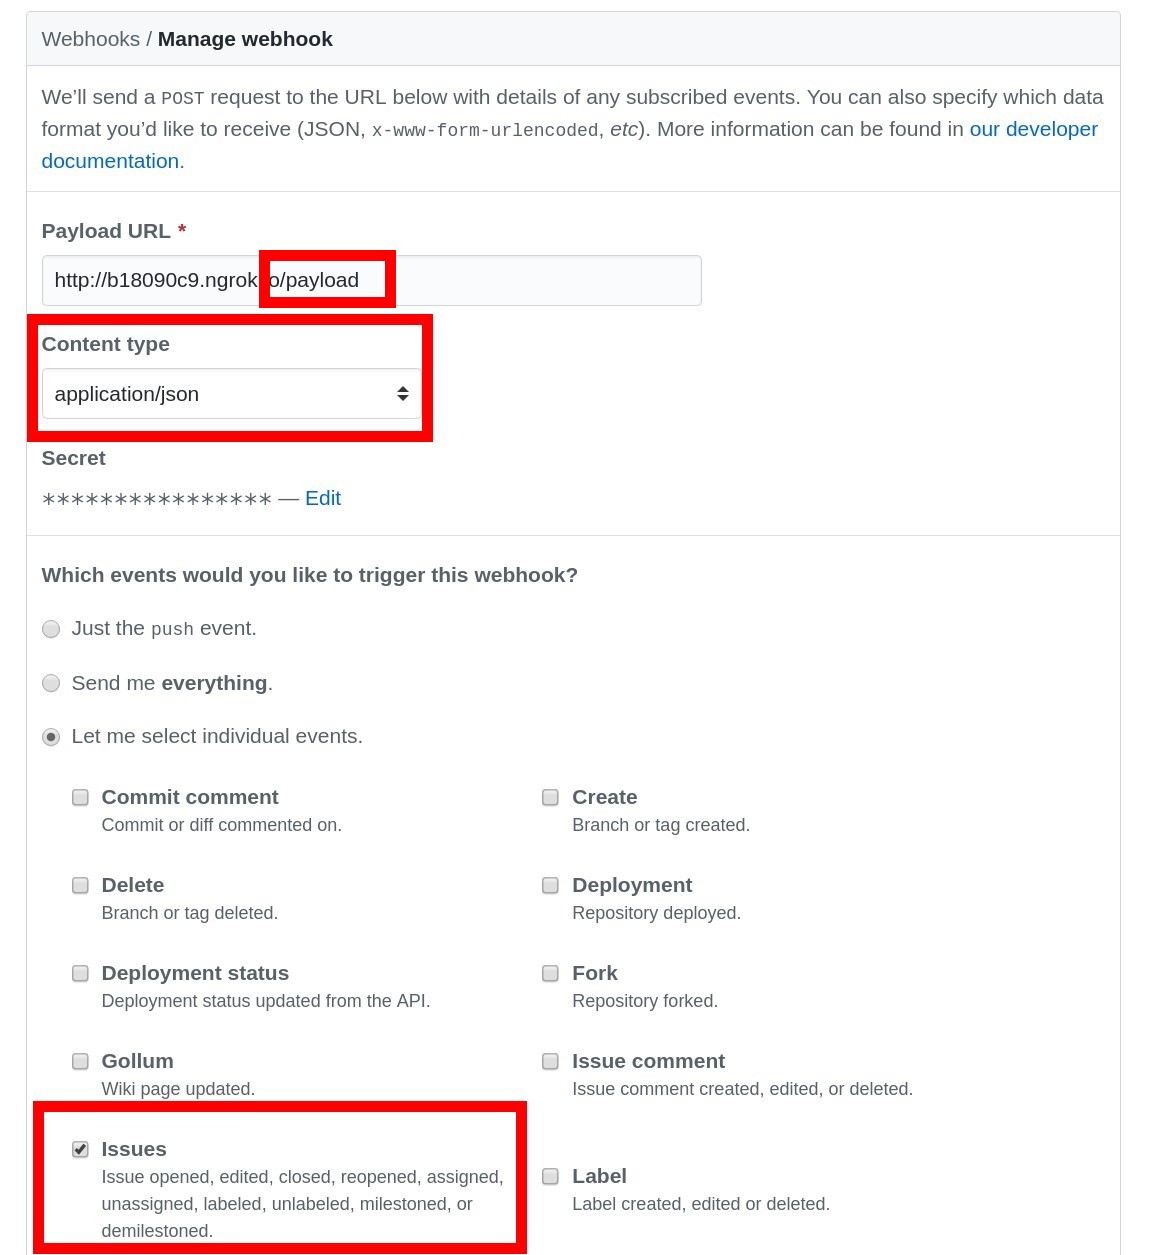 Webhooks / Manage webhook
We’ll send a POST request to the URL below with details of any subscribed events. You can also specify which data
format you’d like to receive (JSON, x-www-form-urlencoded, etc). More information can be found in our developer
documentation.
Payload URL *
http://b18090c9.ngrok o/payload
Content type
application/json
Secret
**************** — Edit
Which events would you like to trigger this webhook?
Just the push event.
Send me everything.
Let me select individual events.
Commit comment
Commit or diff commented on.
Create
Branch or tag created.
Delete
Branch or tag deleted.
Deployment
Repository deployed.
Deployment status
Deployment status updated from the API.
Fork
Repository forked.
Gollum
Wiki page updated.
Issue comment
Issue comment created, edited, or deleted.
Issues
Issue opened, edited, closed, reopened, assigned,
unassigned, labeled, unlabeled, milestoned, or
demilestoned.
Label
Label created, edited or deleted.